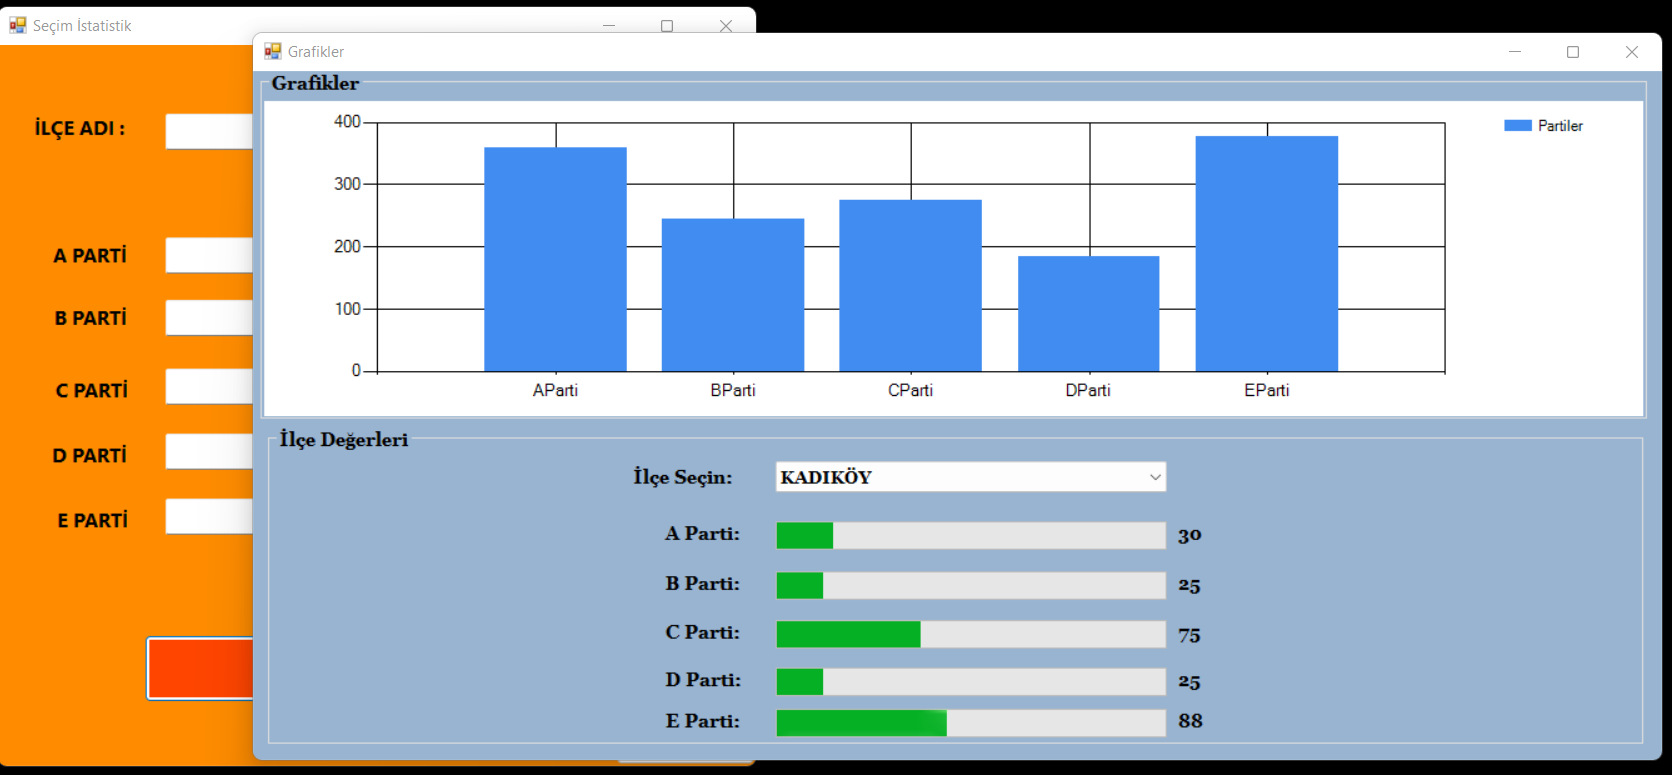 Seçim İstatistik
İLÇE ADI :
A PARTİ
B PARTİ
C PARTİ
D PARTİ
E PARTİ
Grafikler
Grafikler
400
300
200
100
0
AParti BParti CParti DParti EParti
Partiler
İlçe Değerleri
İlçe Seçin: KADIKÖY
A Parti: 30
B Parti: 25
C Parti: 75
D Parti: 25
E Parti: 88